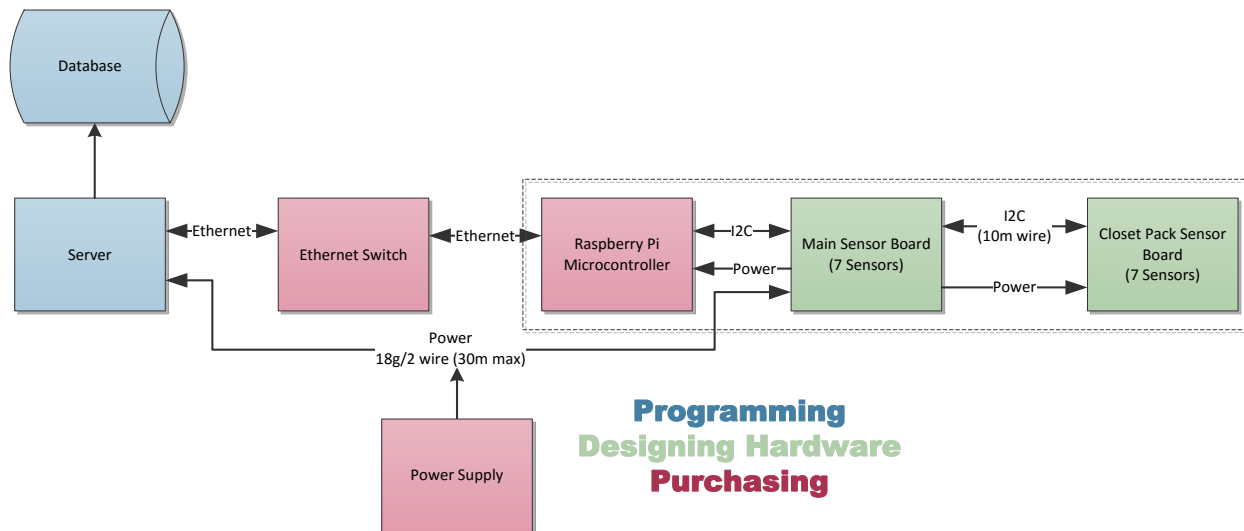 Database
Server
Ethernet
Ethernet Switch
Ethernet
Raspberry Pi
Microcontroller
I2C
Power
Main Sensor Board
(7 Sensors)
I2C
(10m wire)
Power
Closet Pack Sensor
Board
(7 Sensors)
Power
18g/2 wire (30m max)
Power Supply
Programming
Designing Hardware
Purchasing